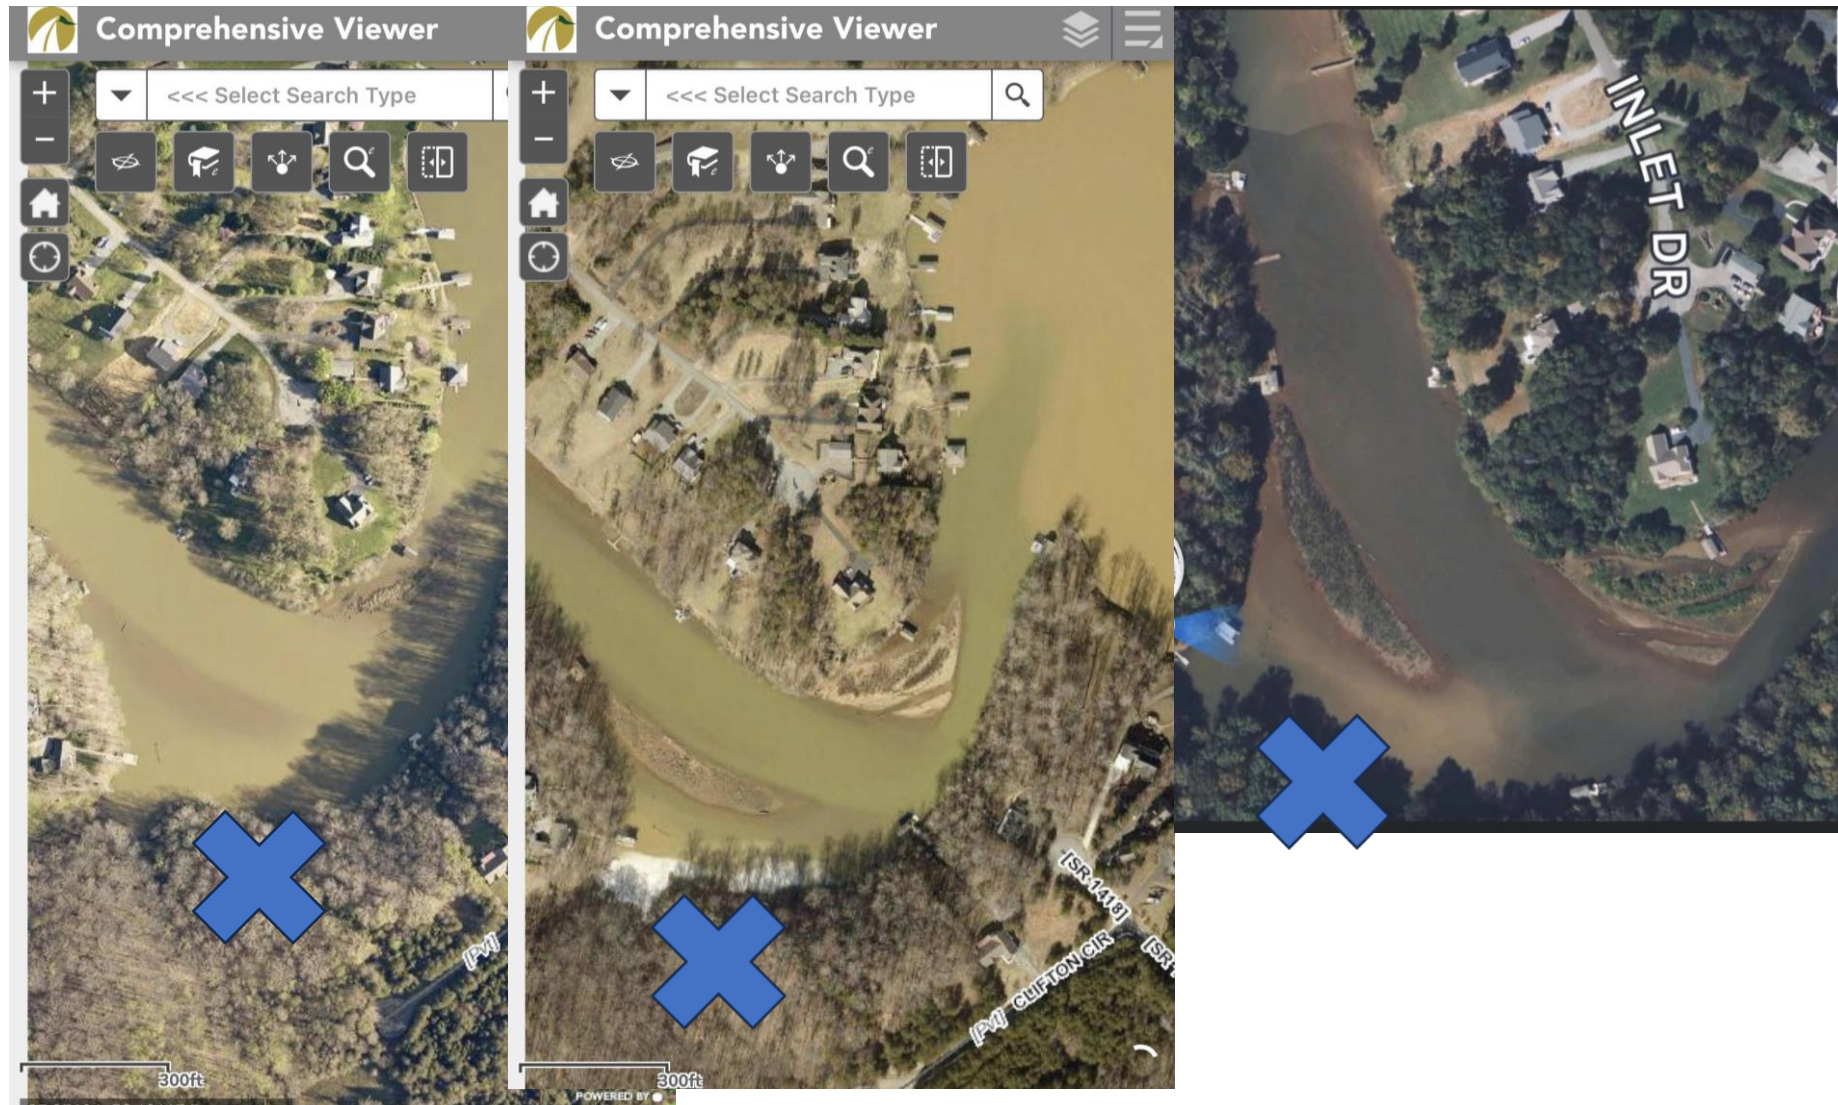 Comprehensive Viewer
<<< Select Search Type
300ft
[Pvt]
Comprehensive Viewer
<<< Select Search Type
[SR 1418]
[SR
[Pvt] CLIFTON CIR
300ft
POWERED BY
INLET DR